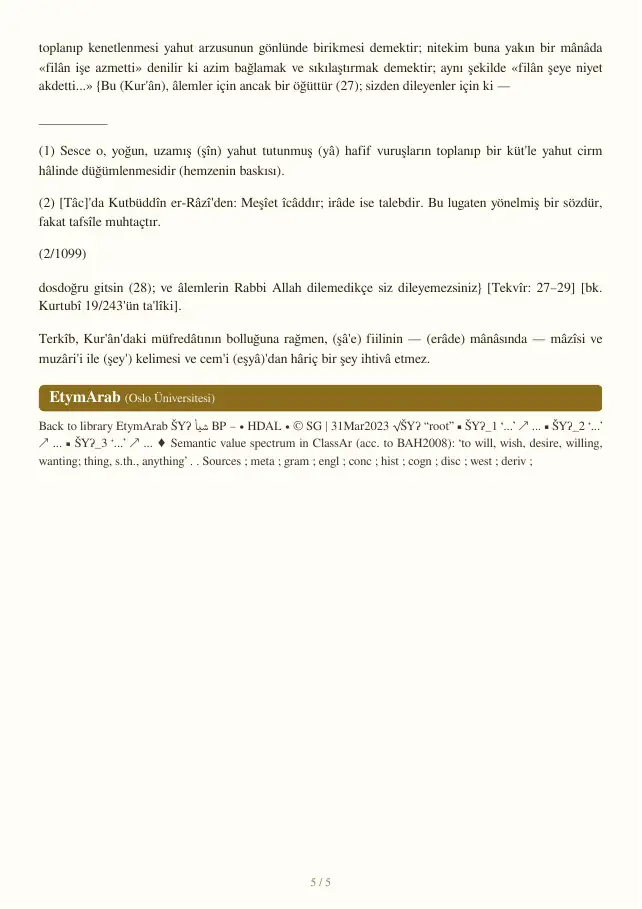 toplanıp kenetlenmesi yahut arzusunun gönlünde birikmesi demektir; nitekim buna yakın bir mânâda
«filân işe azmetti» denilir ki azim bağlamak ve sıkılaştırmak demektir; aynı şekilde «filân şeye niyet
akdetti...» {Bu (Kur'ân), âlemler için ancak bir öğüttür (27); sizden dileyenler için ki —
(1) Sesce o, yoğun, uzamış (şîn) yahut tutunmuş (yâ) hafif vuruşların toplanıp bir küt'le yahut cirm
hâlinde düğümlenmesidir (hemzenin baskısı).
(2) [Tâc]'da Kutbüddîn er-Râzî'den: Meşîet îcâddır; irâde ise talebdir. Bu lugaten yönelmiş bir sözdür,
fakat tafsîle muhtaçtır.
(2/1099)
dosdoğru gitsin (28); ve âlemlerin Rabbi Allah dilemedikçe siz dileyemezsiniz} [Tekvîr: 27–29] [bk.
Kurtubî 19/243'ün ta'lîki].
Terkîb, Kur'ân'daki müfredâtının bolluğuna rağmen, (şâ'e) fiilinin — (erâde) mânâsında — mâzîsi ve
muzâri'i ile (şey') kelimesi ve cem'i (eşyâ)'dan hâriç bir şey ihtivâ etmez.
EtymArab (Oslo Üniversitesi)
Back to library EtymArab ŠYʔ شيأ BP – • HDAL • © SG | 31Mar2023 √ŠYʔ “root” ▪ ŠYʔ_1 ‘...’ ↗ ... ▪ ŠYʔ_2 ‘...’
↗ ... ▪ ŠYʔ_3 ‘...’ ↗ ... ♦ Semantic value spectrum in ClassAr (acc. to BAH2008): ‘to will, wish, desire, willing,
wanting; thing, s.th., anything’ . . Sources ; meta ; gram ; engl ; conc ; hist ; cogn ; disc ; west ; deriv ;
5 / 5